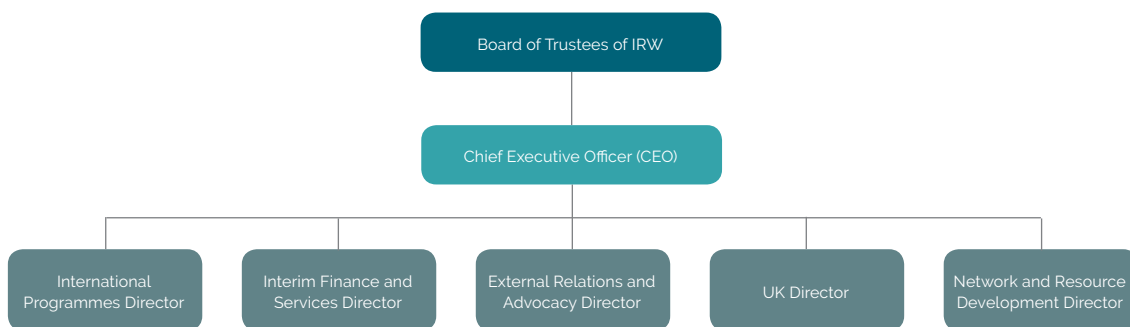 Board of Trustees of IRW
Chief Executive Officer (CEO)
International
Programmes Director
Interim Finance and
Services Director
External Relations and
Advocacy Director
UK Director
Network and Resource
Development Director